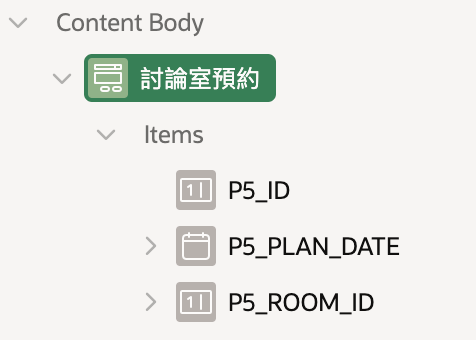 Content Body
討論室預約
Items
P5_ID
P5_PLAN_DATE
P5_ROOM_ID